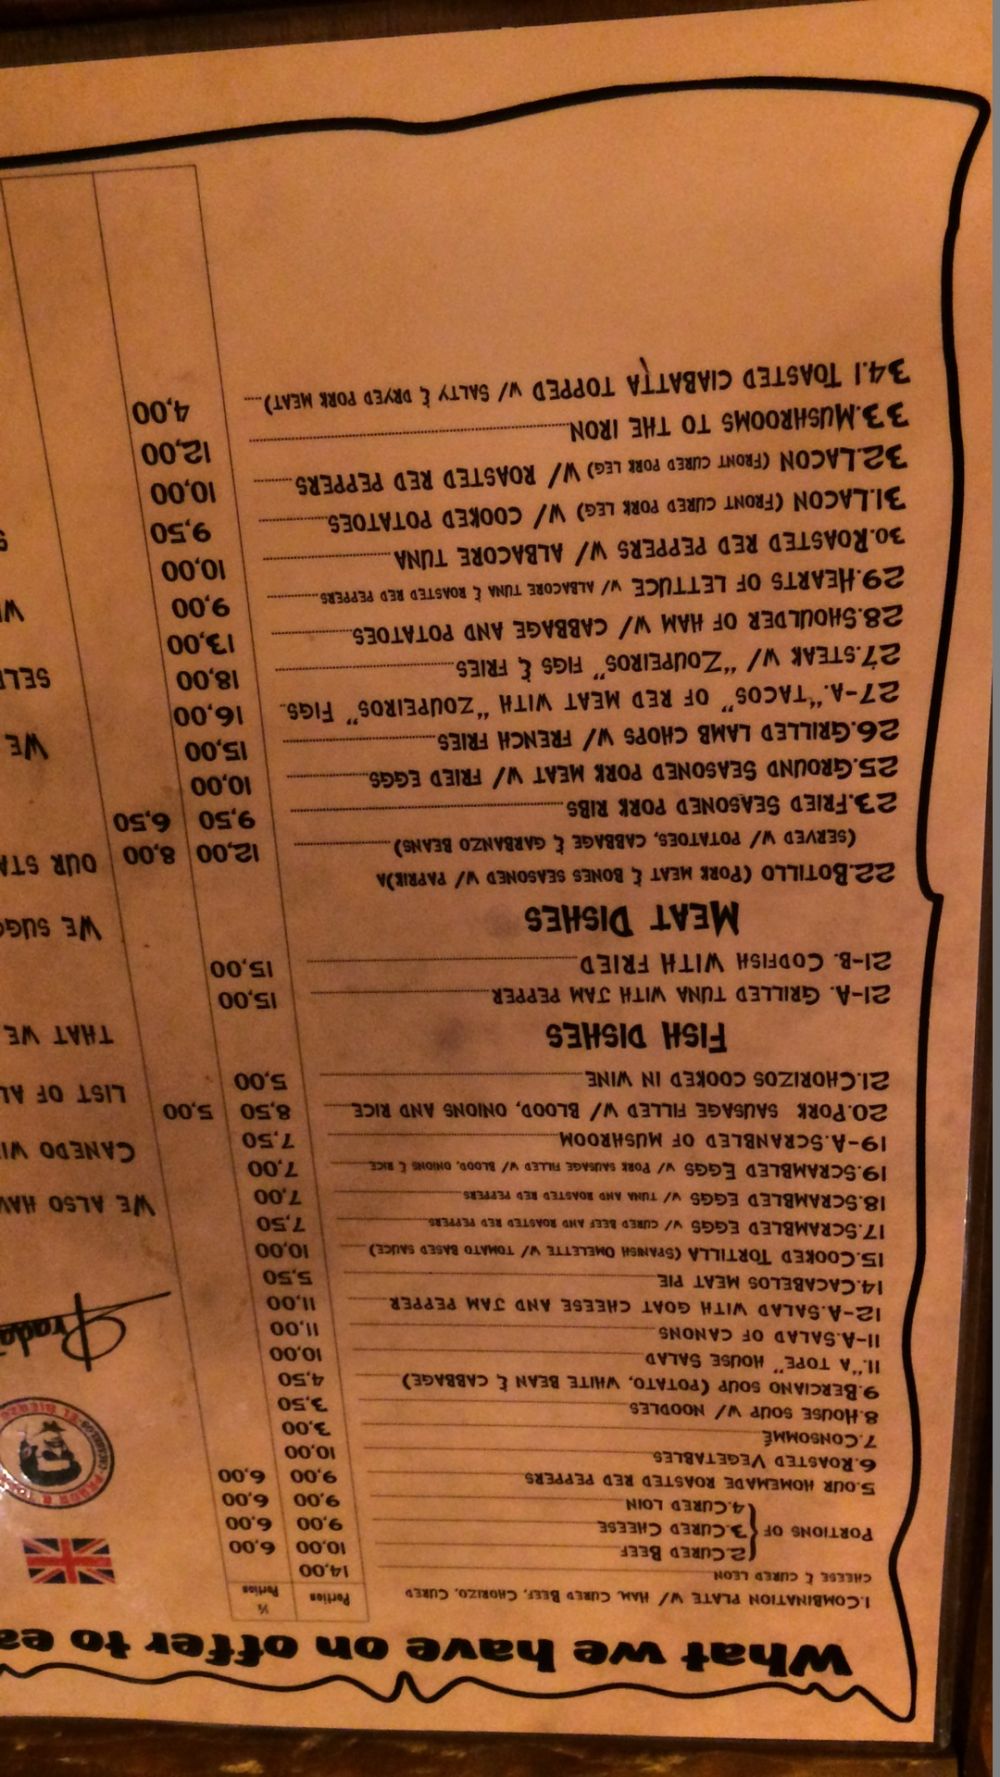 What we have on offer to ea
Portion ½ Portion
1.COMBINATION PLATE W/ HAM, CURED BEEF, CHORIZO, CURED
CHEESE & CURED LEON 14,00
PORTIONS OF
2.CURED BEEF 10,00 6,00
3.CURED CHEESE 9,00 6,00
4.CURED LOIN 9,00 6,00
5.OUR HOMEMADE ROASTED RED PEPPERS 9,00 6,00
6.ROASTED VEGETABLES 10,00
7.CONSOMMÉ 3,00
8.HOUSE SOUP W/ NOODLES 3,50
9.BERCIANO SOUP (POTATO, WHITE BEAN & CABBAGE) 4,50
11."A TOPE" HOUSE SALAD 10,00
11-A.SALAD OF CANONS 11,00
12-A.SALAD WITH GOAT CHEESE AND JAM PEPPER 11,00
14.CACABELOS MEAT PIE 5,50
15.COOKED TORTILLA (SPANISH OMELETTE W/ TOMATO BASED SAUCE) 10,00
17.SCRAMBLED EGGS W/ CURED BEEF AND ROASTED RED PEPPERS 7,50
18.SCRAMBLED EGGS W/ TUNA AND ROASTED RED PEPPERS 7,00
19.SCRAMBLED EGGS W/ PORK SAUSAGE FILLED W/ BLOOD, ONIONS & RICE 7,00
19-A.SCRANBLED OF MUSHROOM 7,50
20.PORK SAUSAGE FILLED W/ BLOOD, ONIONS AND RICE 8,50 5,00
21.CHORIZOS COOKED IN WINE 5,00
FISH DISHES
21-A. GRILLED TUNA WITH JAM PEPPER 15,00
21-B. CODFISH WITH FRIED 15,00
MEAT DISHES
22.BOTILLO (PORK MEAT & BONES SEASONED W/ PAPRIK)A
(SERVED W/ POTATOES, CABBAGE & GARBANZO BEANS) 12,00 8,00
23.FRIED SEASONED PORK RIBS 9,50 6,50
25.GROUND SEASONED PORK MEAT W/ FRIED EGGS 10,00
26.GRILLED LAMB CHOPS W/ FRENCH FRIES 15,00
27-A."TACOS" OF RED MEAT WITH "ZOUPEIROS" FIGS 16,00
27.STEAK W/ "ZOUPEIROS" FIGS & FRIES 18,00
28.SHOULDER OF HAM W/ CABBAGE AND POTATOES 13,00
29.HEARTS OF LETTUCE W/ ALBACORE TUNA & ROASTED RED PEPPERS 9,00
30.ROASTED RED PEPPERS W/ ALBACORE TUNA 10,00
31.LACON (FRONT CURED PORK LEG) W/ COOKED POTATOES 9,50
32.LACON (FRONT CURED PORK LEG) W/ ROASTED RED PEPPERS 10,00
33.MUSHROOMS TO THE IRON 12,00
34.1 TOASTED CIABATTA TOPPED W/ SALTY & DRYED PORK MEAT) 4,00
Prada
WE ALSO HAV
CANEDO WI
LIST OF AL
THAT WE
WE SUGG
OUR STA
WE
SELL